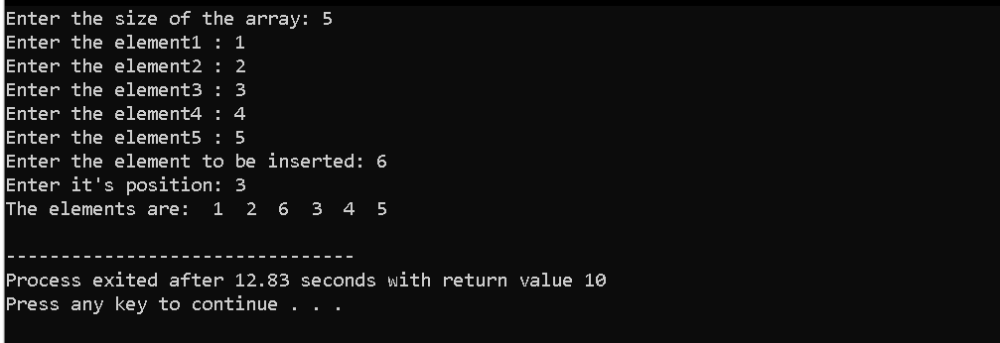 Enter the size of the array: 5
Enter the element1 : 1
Enter the element2 : 2
Enter the element3 : 3
Enter the element4 : 4
Enter the element5 : 5
Enter the element to be inserted: 6
Enter it's position: 3
The elements are:  1  2  6  3  4  5
--------------------------------
Process exited after 12.83 seconds with return value 10
Press any key to continue . . .